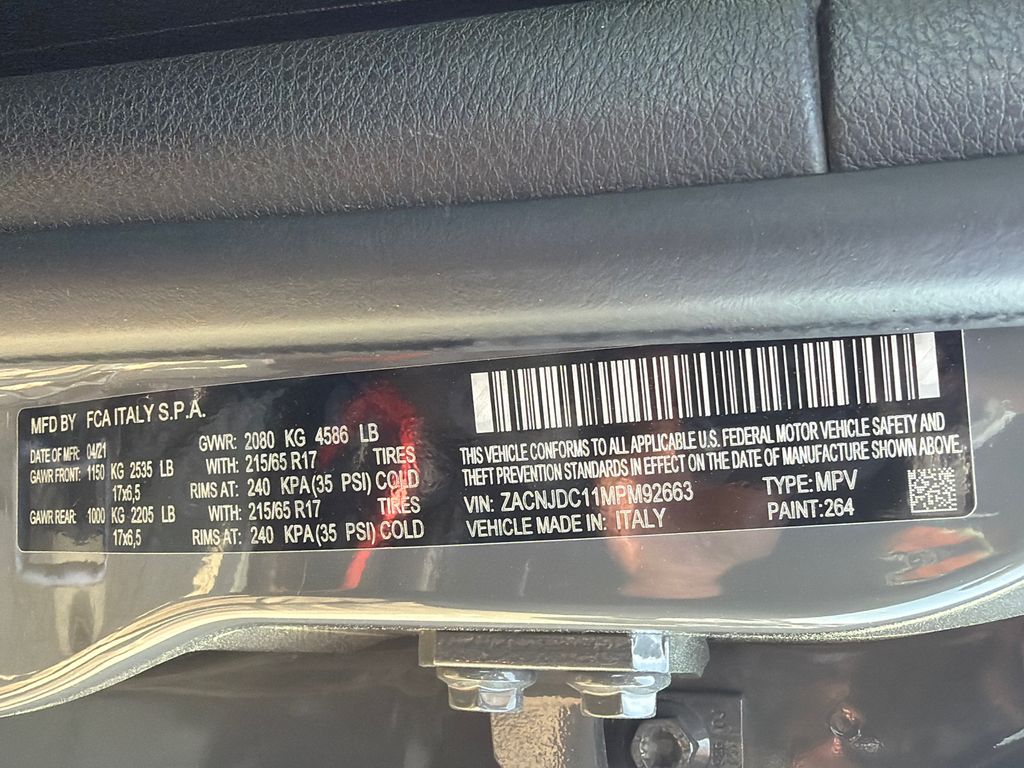 MFD BY FCA ITALY S.P.A.
DATE OF MFR: 04/21 GVWR: 2080 KG 4586 LB
GAWR FRONT: 1150 KG 2535 LB WITH: 215/65 R17 TIRES
17x6,5 RIMS AT: 240 KPA(35 PSI) COLD
GAWR REAR: 1000 KG 2205 LB WITH: 215/65 R17 TIRES
17x6,5 RIMS AT: 240 KPA(35 PSI) COLD
THIS VEHICLE CONFORMS TO ALL APPLICABLE U.S. FEDERAL MOTOR VEHICLE SAFETY AND
THEFT PREVENTION STANDARDS IN EFFECT ON THE DATE OF MANUFACTURE SHOWN ABOVE.
VIN: ZACNJDC11MPM92663 TYPE: MPV
VEHICLE MADE IN: ITALY PAINT:264